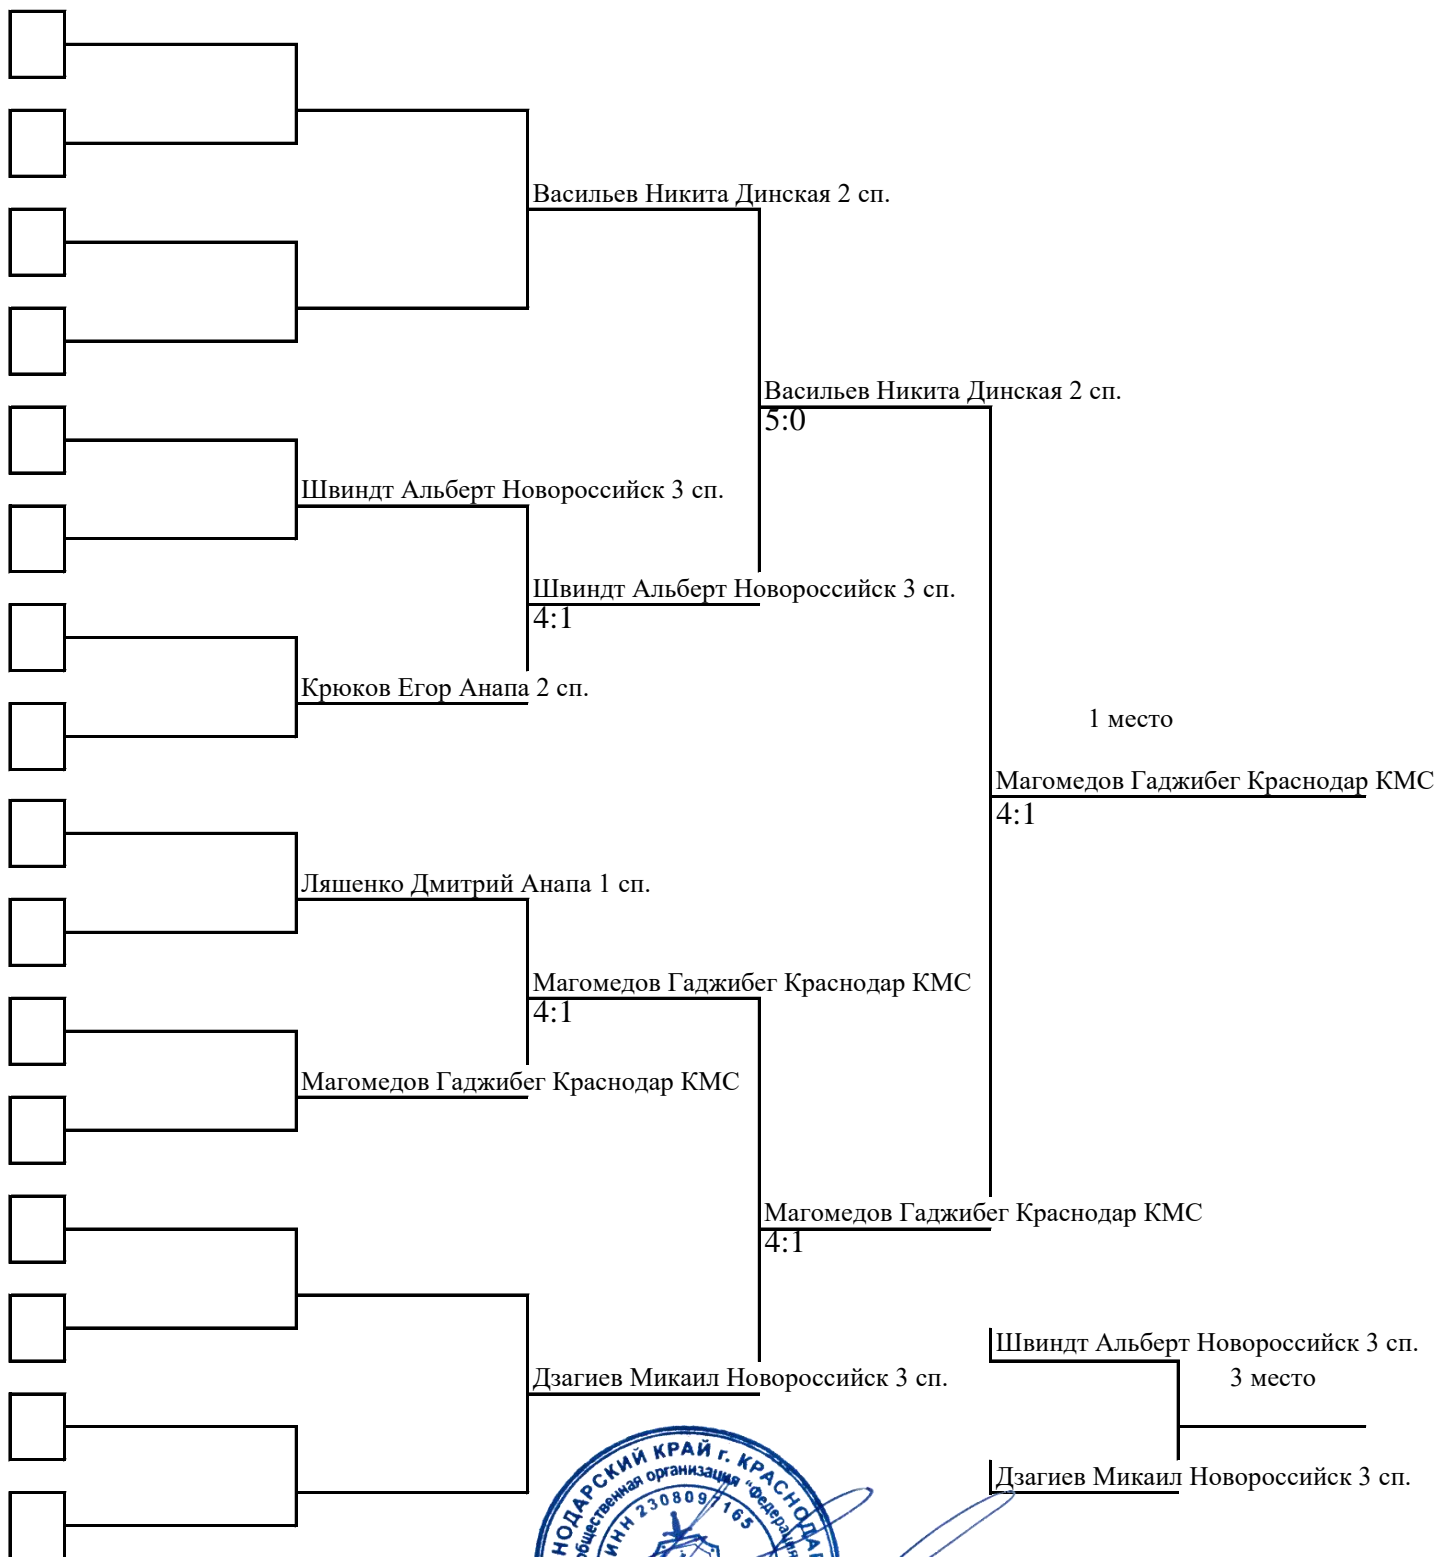 Васильев Никита Динская 2 сп.
Васильев Никита Динская 2 сп.
5:0
Швиндт Альберт Новороссийск 3 сп.
Швиндт Альберт Новороссийск 3 сп.
4:1
Крюков Егор Анапа 2 сп.
1 место
Магомедов Гаджибег Краснодар КМС
4:1
Ляшенко Дмитрий Анапа 1 сп.
Магомедов Гаджибег Краснодар КМС
4:1
Магомедов Гаджибег Краснодар КМС
Магомедов Гаджибег Краснодар КМС
4:1
Швиндт Альберт Новороссийск 3 сп.
3 место
Дзагиев Микаил Новороссийск 3 сп.
Дзагиев Микаил Новороссийск 3 сп.
НОДАРСКИЙ КРАЙ г. КРАСНОДАР
общественная организация "Федерация
ИНН 2308097165